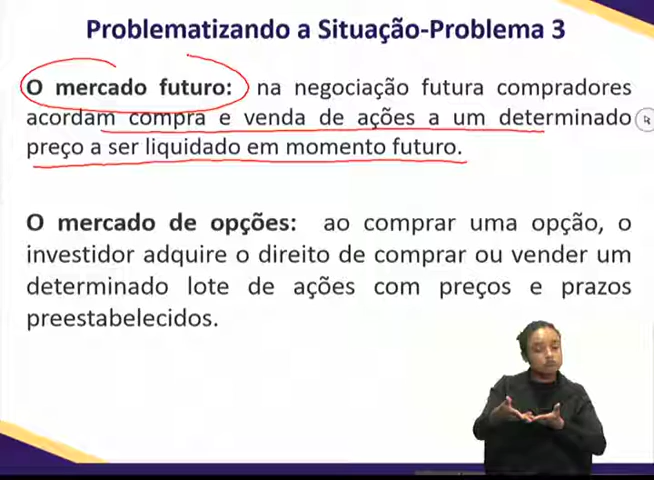 Problematizando a Situação-Problema 3
O mercado futuro: na negociação futura compradores
acordam compra e venda de ações a um determinado
preço a ser liquidado em momento futuro.
O mercado de opções: ao comprar uma opção, o
investidor adquire o direito de comprar ou vender um
determinado lote de ações com preços e prazos
preestabelecidos.